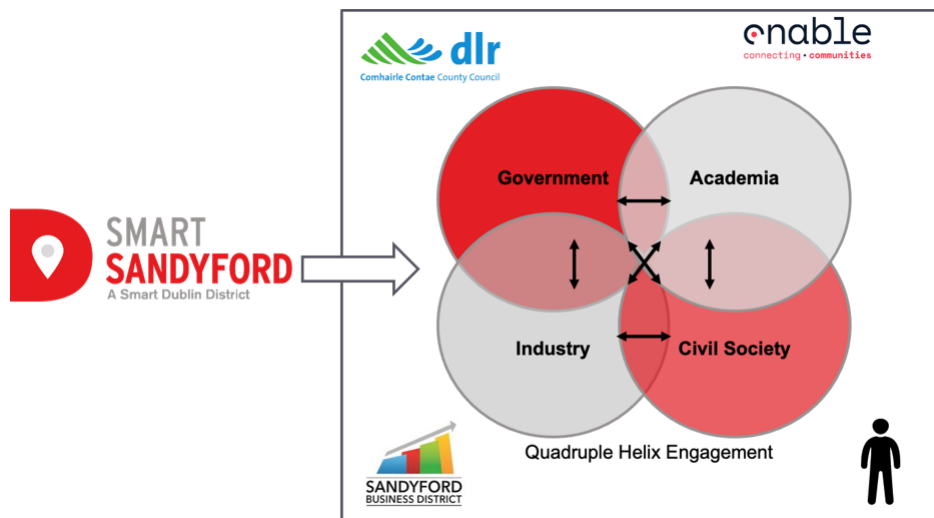 dlr
Comhairle Contae County Council
enable
connecting • communities
Government
Academia
SMART
SANDYFORD
A Smart Dublin District
Industry
Civil Society
Quadruple Helix Engagement
SANDYFORD
BUSINESS DISTRICT